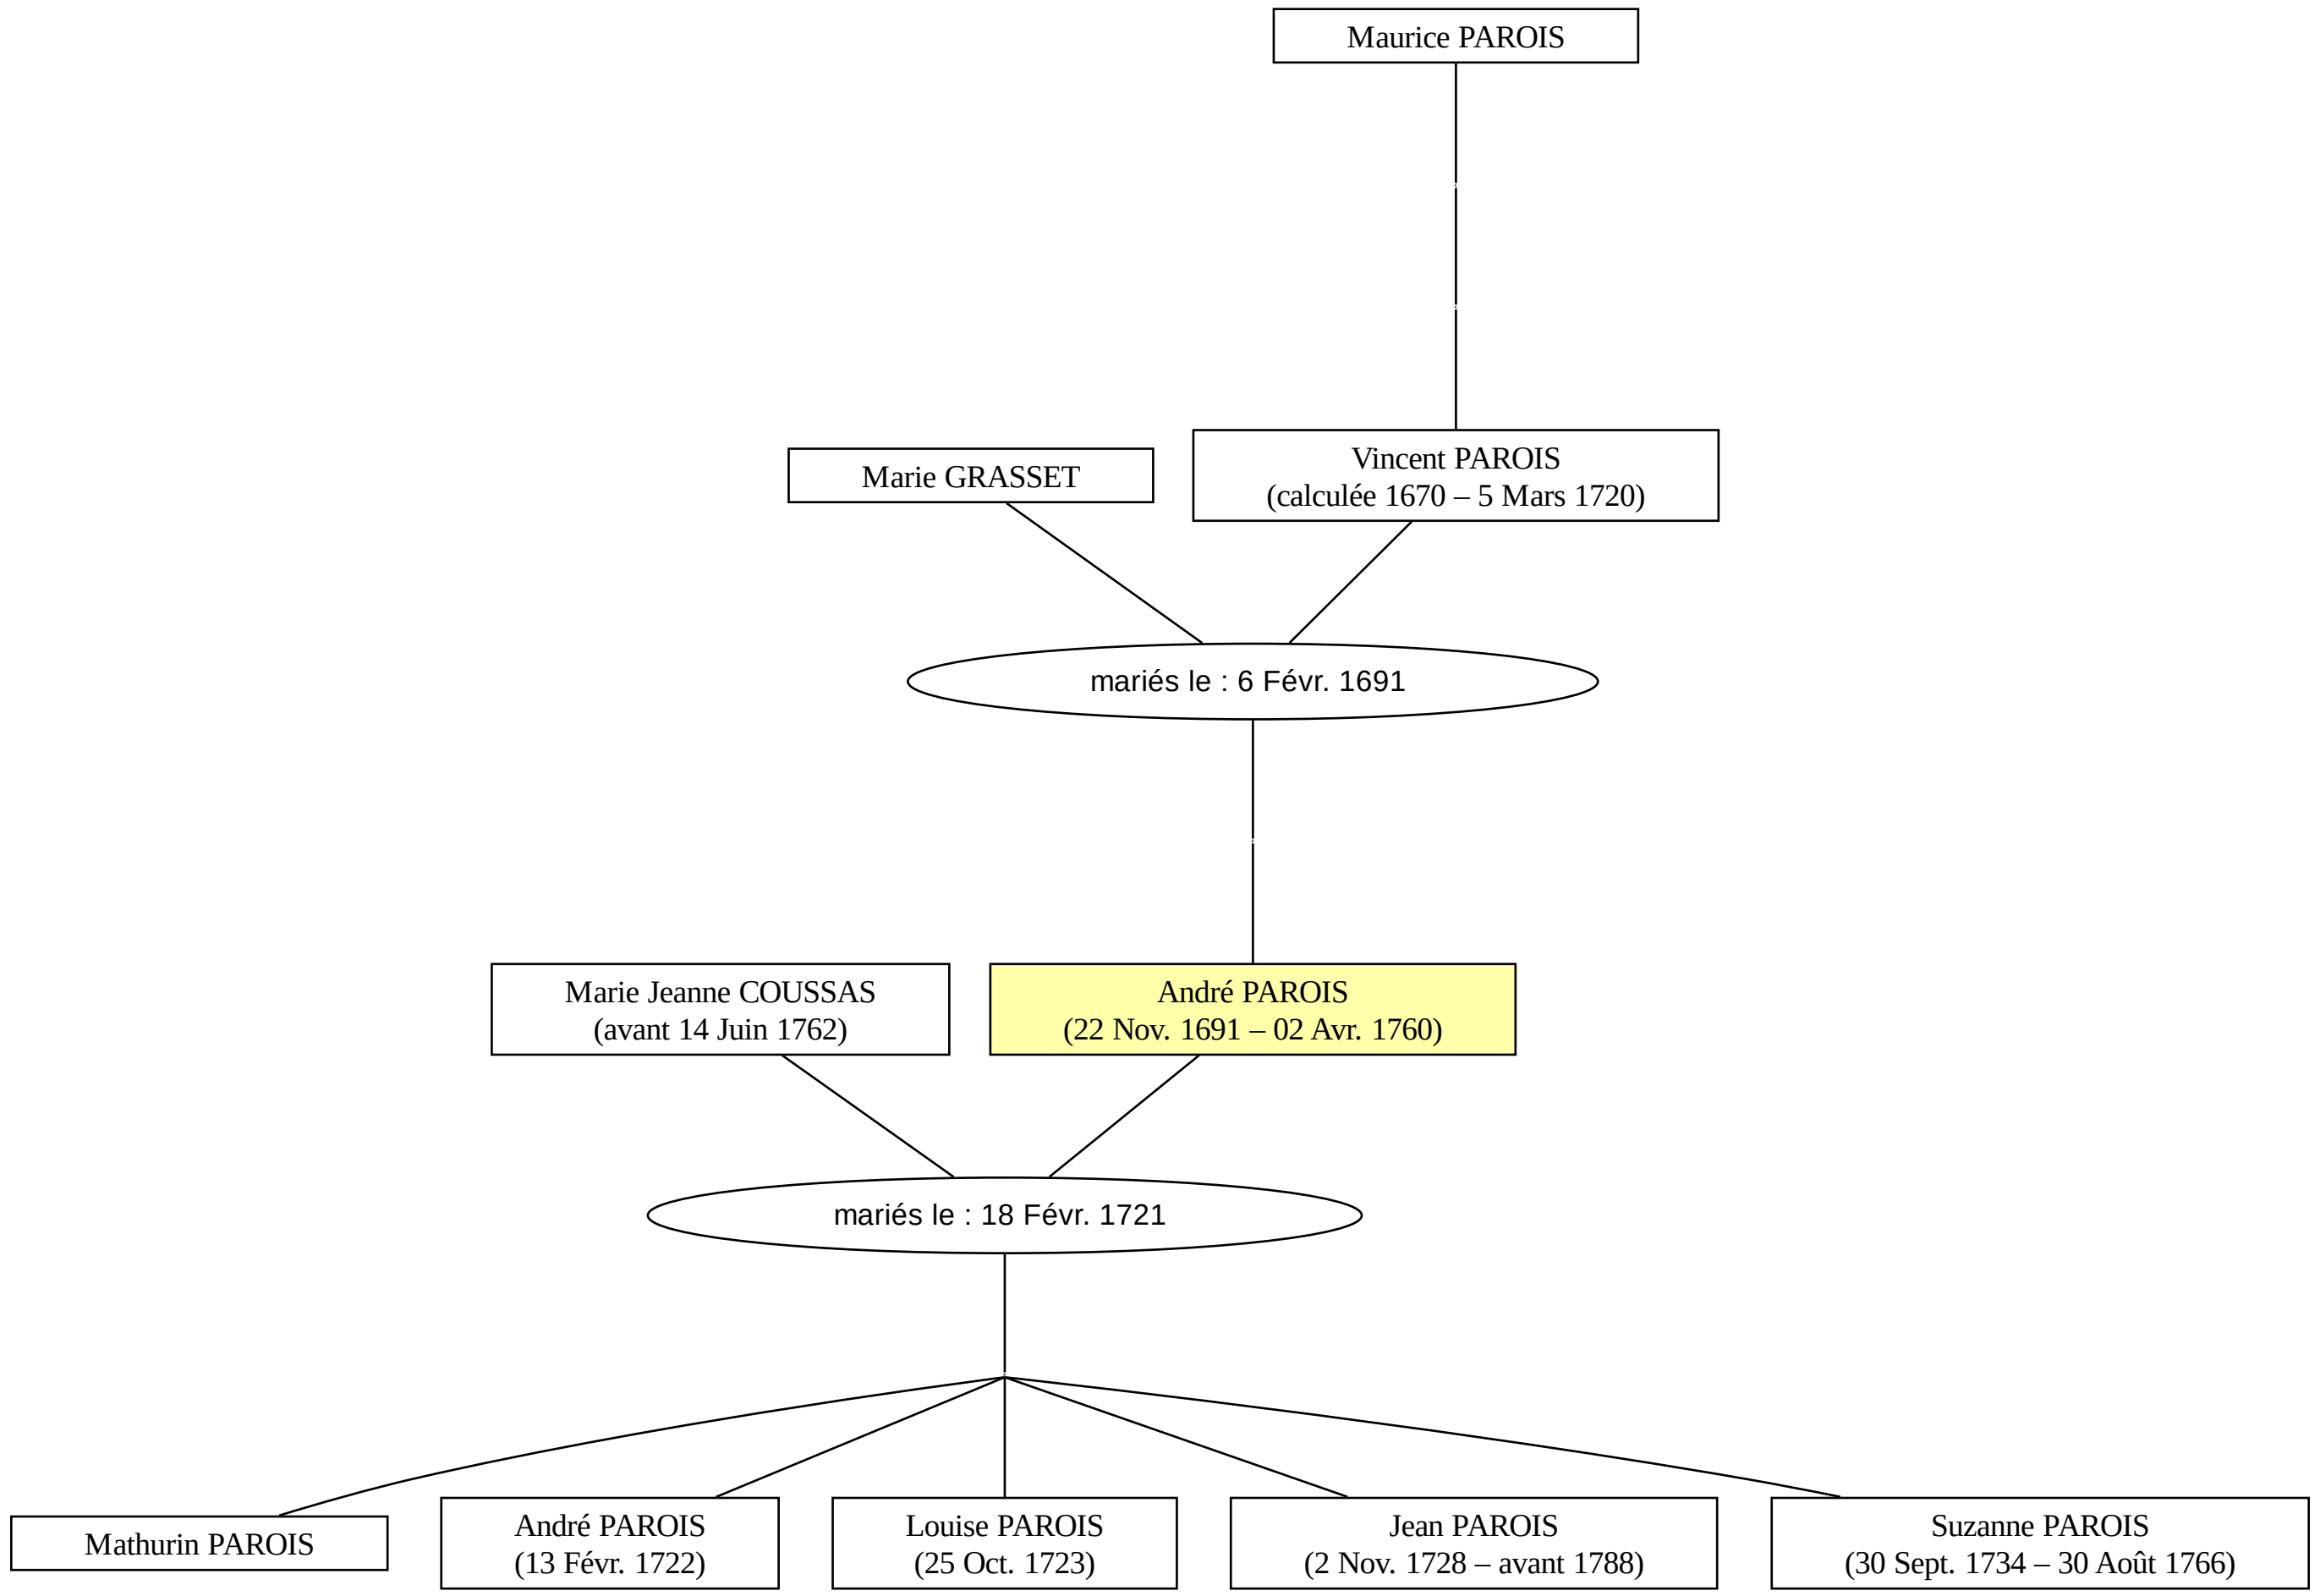 Maurice PAROIS
Marie GRASSET
Vincent PAROIS
(calculée 1670 – 5 Mars 1720)
mariés le : 6 Févr. 1691
Marie Jeanne COUSSAS
(avant 14 Juin 1762)
André PAROIS
(22 Nov. 1691 – 02 Avr. 1760)
mariés le : 18 Févr. 1721
Mathurin PAROIS
André PAROIS
(13 Févr. 1722)
Louise PAROIS
(25 Oct. 1723)
Jean PAROIS
(2 Nov. 1728 – avant 1788)
Suzanne PAROIS
(30 Sept. 1734 – 30 Août 1766)